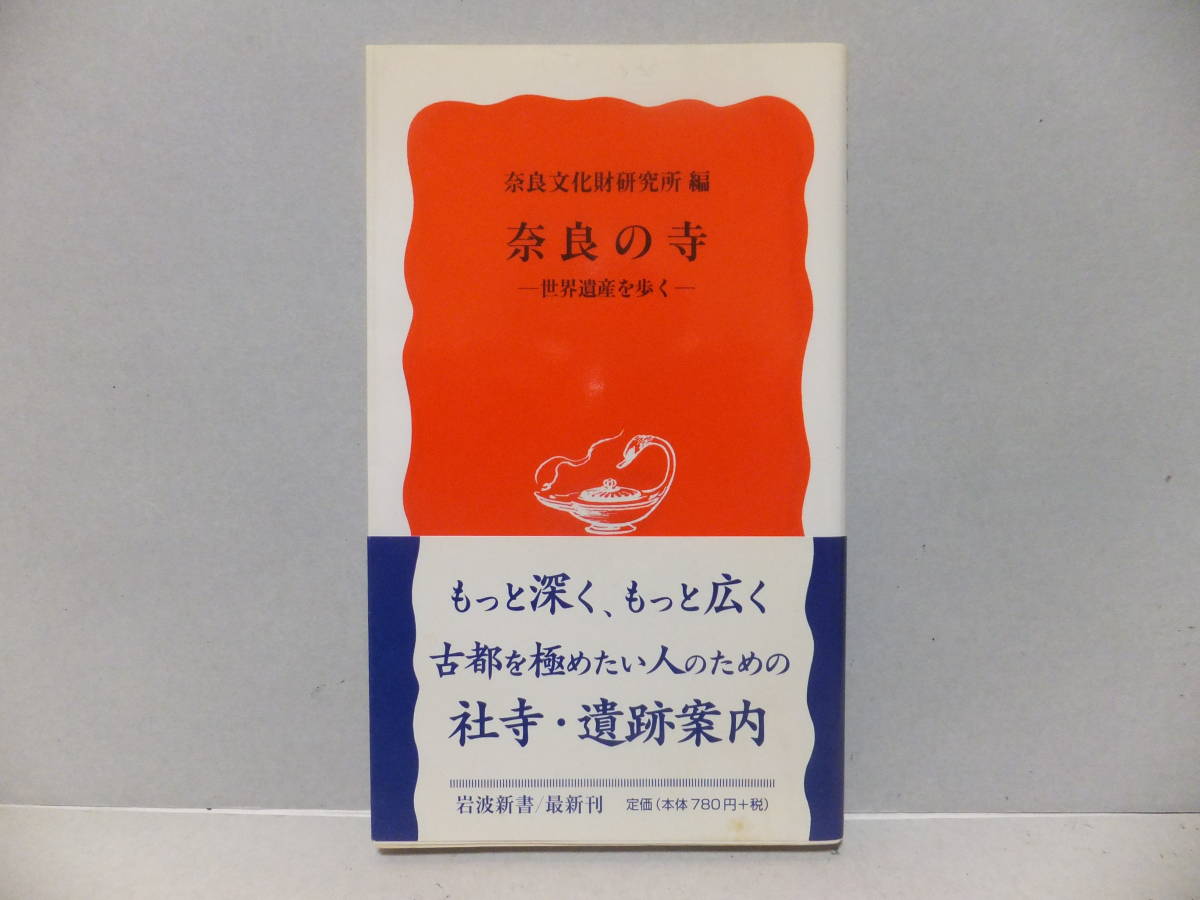 奈良文化財研究所 編
奈良の寺
―世界遺産を歩く―
もっと深く、もっと広く
古都を極めたい人のための
社寺・遺跡案内
岩波新書/最新刊 定価(本体780円+税)